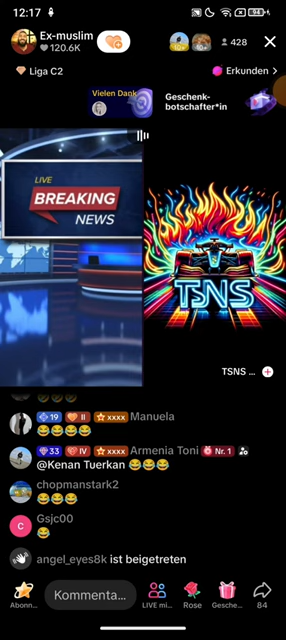 12:17
94
Ex-muslim
120.6K
428
Liga C2
Erkunden
Vielen Dank
Geschenk-
botschafter*in
LIVE
BREAKING
NEWS
TSNS
TSNS ...
19 II xxxx Manuela
😂😂😂😂
33 IV xxxx Armenia Toni Nr. 1
@Kenan Tuerkan 😂😂😂
chopmanstark2
😂😂😂
G Gsjc00
😂
angel_eyes8k ist beigetreten
Kommenta...
Abonn... LIVE mi... Rose Gesche... 84